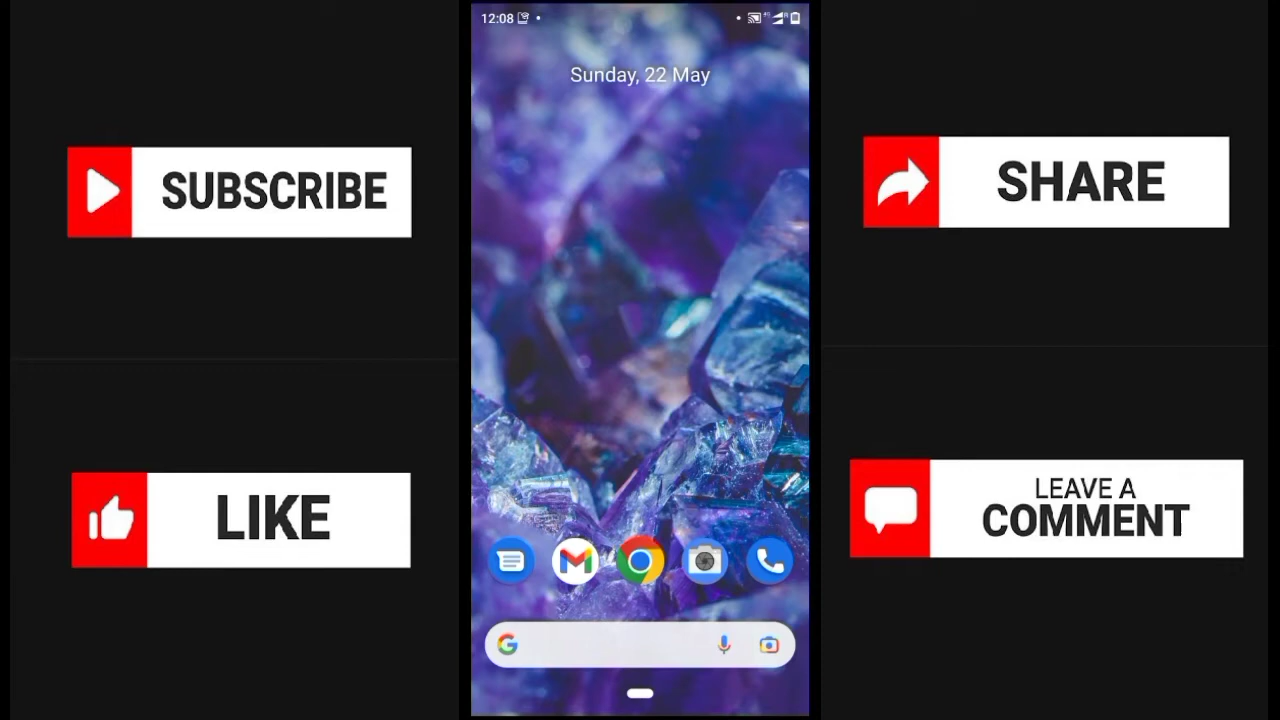 12:08
Sunday, 22 May
SUBSCRIBE
SHARE
LIKE
LEAVE A
COMMENT